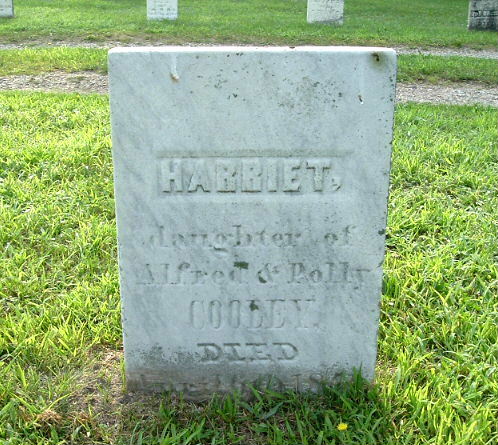 HARRIET,
daughter of
Alfred & Polly
COOLEY.
DIED